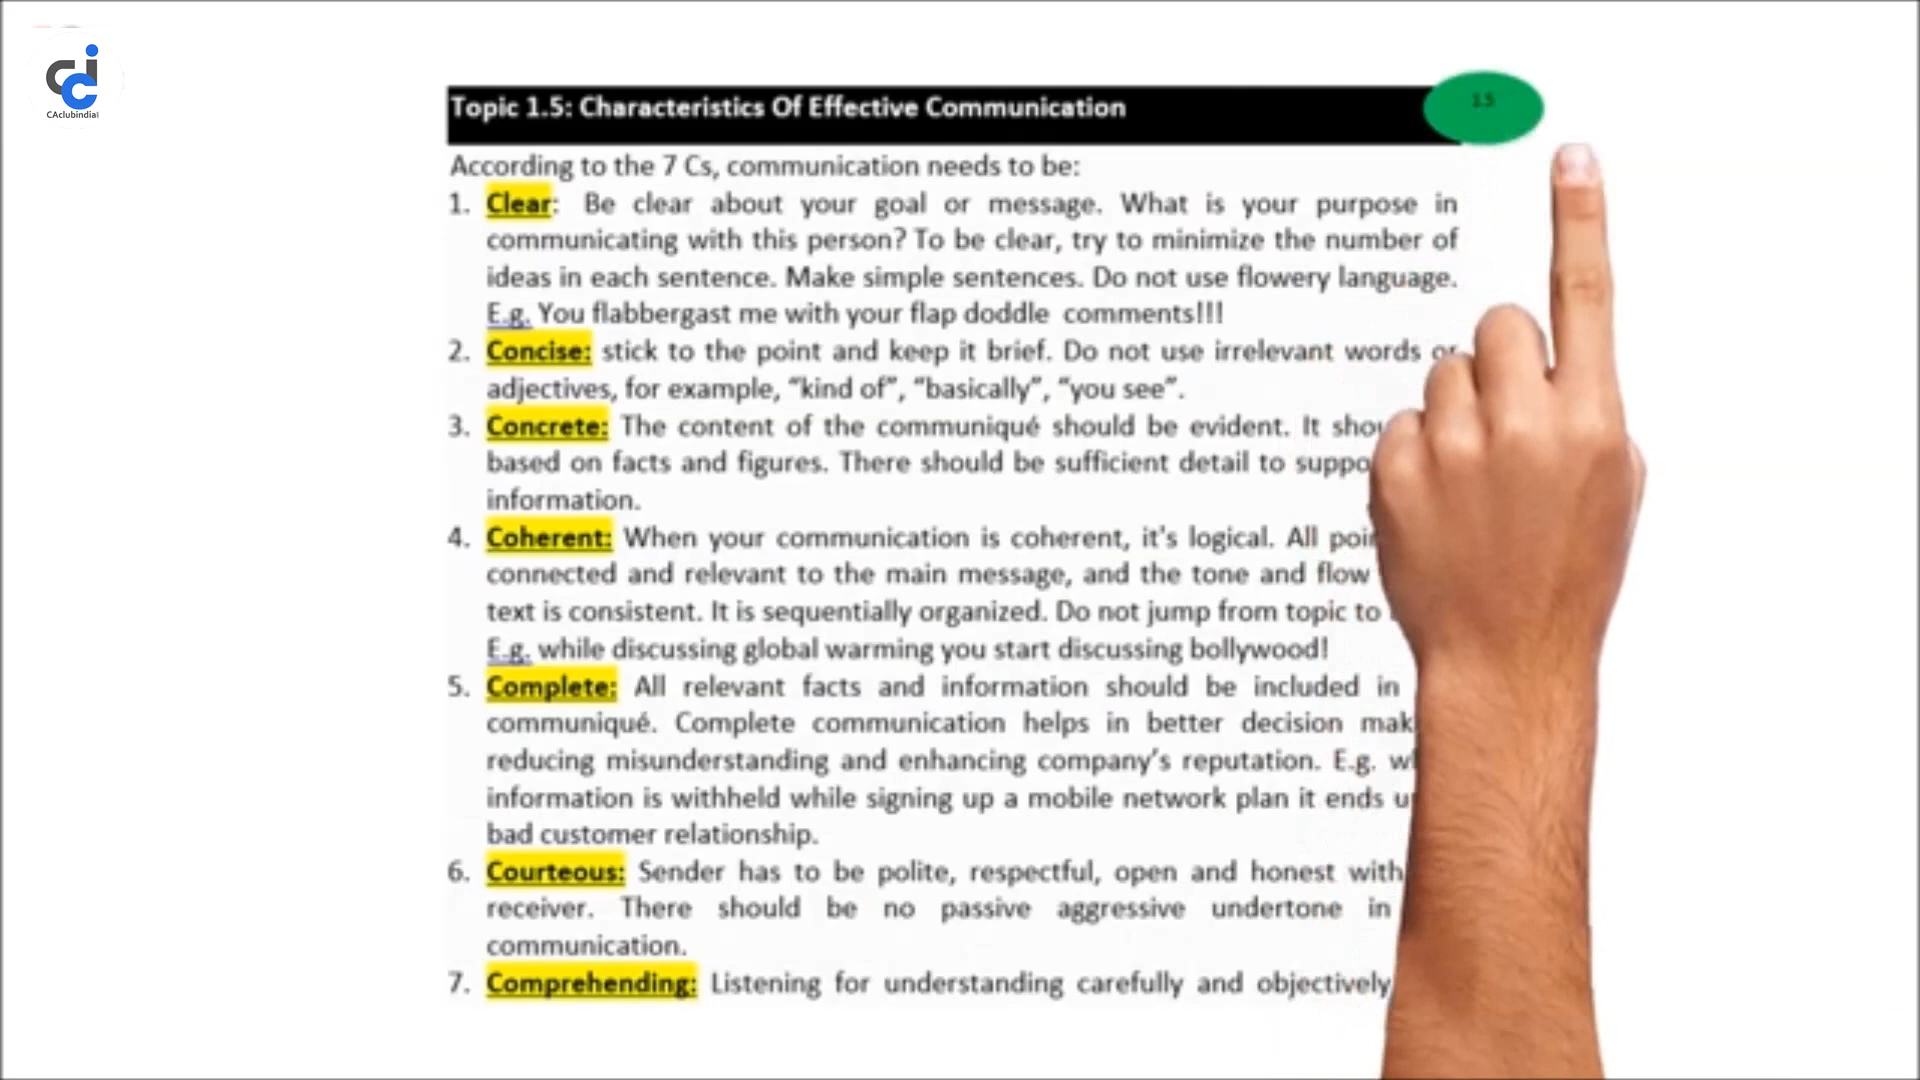 CAclubindia
Topic 1.5: Characteristics Of Effective Communication
1.5
According to the 7 Cs, communication needs to be:
1. Clear: Be clear about your goal or message. What is your purpose in
communicating with this person? To be clear, try to minimize the number of
ideas in each sentence. Make simple sentences. Do not use flowery language.
E.g. You flabbergast me with your flap doddle comments!!!
2. Concise: stick to the point and keep it brief. Do not use irrelevant words or
adjectives, for example, “kind of”, “basically”, “you see”.
3. Concrete: The content of the communiqué should be evident. It
based on facts and figures. There should be sufficient detail to
information.
4. Coherent: When your communication is coherent, it's logical. All
connected and relevant to the main message, and the tone and flow
text is consistent. It is sequentially organized. Do not jump from topic to
E.g. while discussing global warming you start discussing bollywood!
5. Complete: All relevant facts and information should be included in
communiqué. Complete communication helps in better decision
reducing misunderstanding and enhancing company’s reputation. E.g.
information is withheld while signing up a mobile network plan it ends
bad customer relationship.
6. Courteous: Sender has to be polite, respectful, open and honest with
receiver. There should be no passive aggressive undertone in
communication.
7. Comprehending: Listening for understanding carefully and objectively